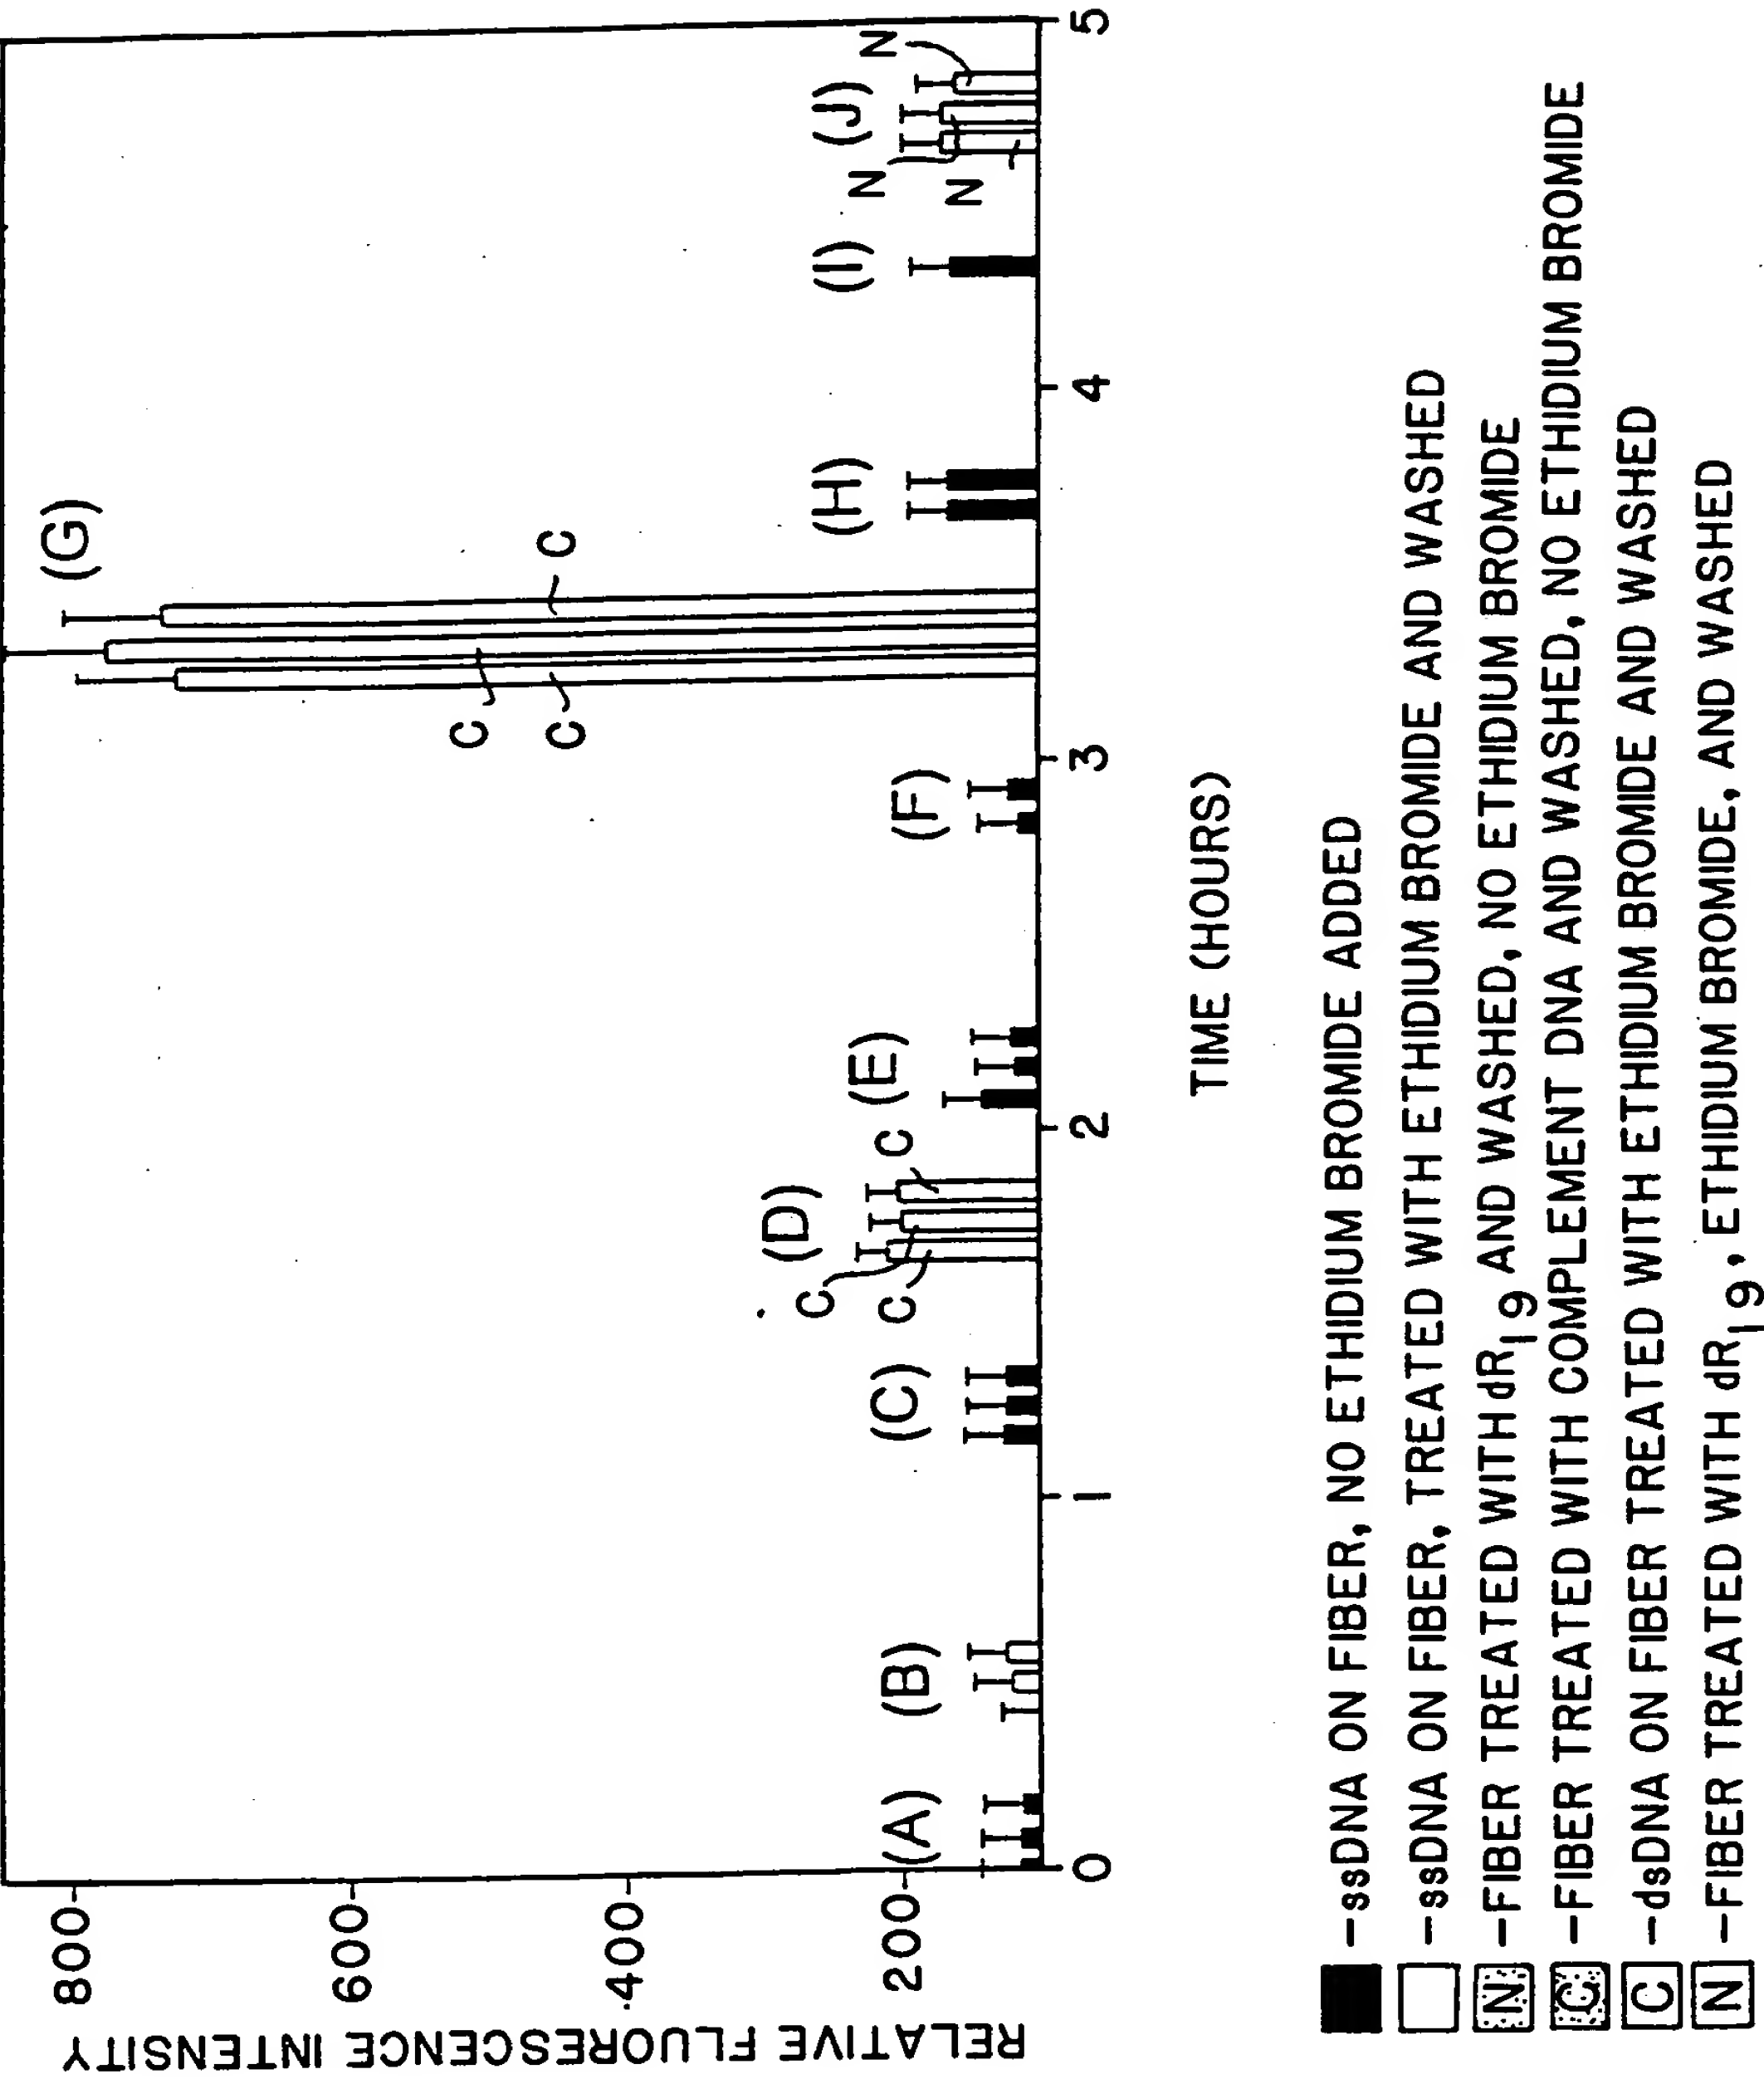 RELATIVE FLUORESCENCE INTENSITY
800
600
400
200
(A)
(B)
(C)
(D)
C
C
C
(E)
(F)
(G)
C
C
C
(H)
(I)
(J)
N
N
N
0
1
2
3
4
5
TIME (HOURS)
–ssDNA ON FIBER, NO ETHIDIUM BROMIDE ADDED
–ssDNA ON FIBER, TREATED WITH ETHIDIUM BROMIDE AND WASHED
N –FIBER TREATED WITH dR19 AND WASHED, NO ETHIDIUM BROMIDE
C –FIBER TREATED WITH COMPLEMENT DNA AND WASHED, NO ETHIDIUM BROMIDE
C –dsDNA ON FIBER TREATED WITH ETHIDIUM BROMIDE AND WASHED
N –FIBER TREATED WITH dR19, ETHIDIUM BROMIDE, AND WASHED